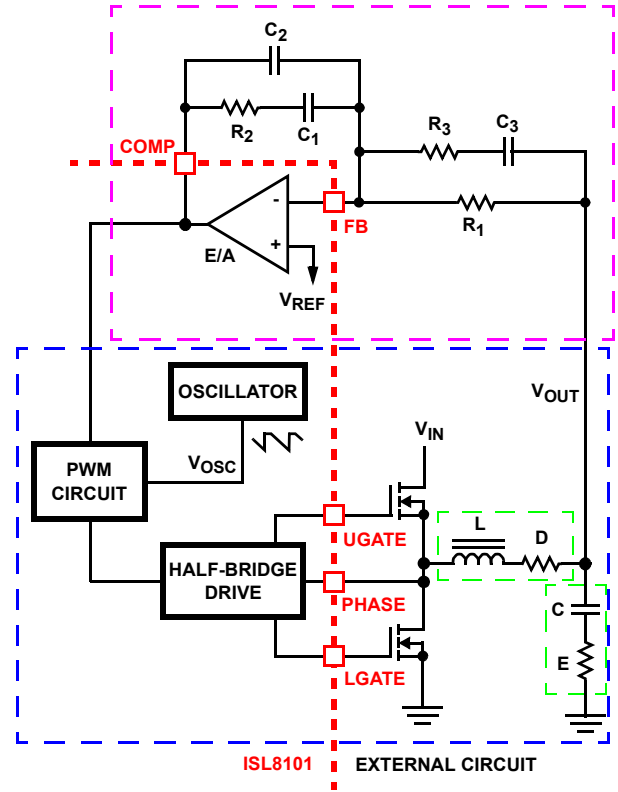 C2
R2
C1
R3
C3
COMP
-
+
E/A
FB
R1
VREF
OSCILLATOR
VOUT
VIN
PWM
CIRCUIT
VOSC
UGATE
L
D
HALF-BRIDGE
DRIVE
PHASE
C
E
LGATE
ISL8101
EXTERNAL CIRCUIT